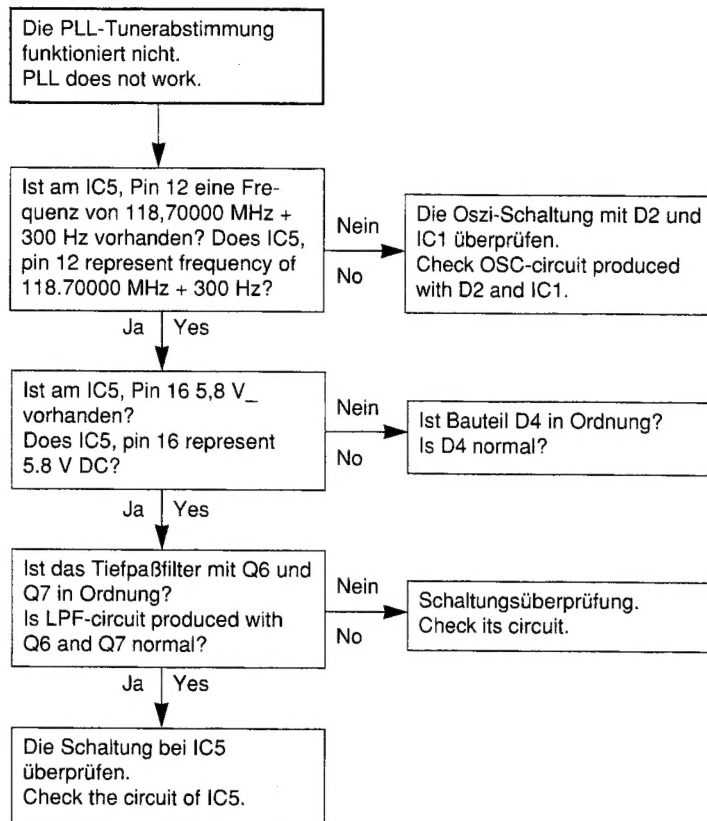 Die PLL-Tunerabstimmung
funktioniert nicht.
PLL does not work.
Ist am IC5, Pin 12 eine Fre-
quenz von 118,70000 MHz +
300 Hz vorhanden? Does IC5,
pin 12 represent frequency of
118.70000 MHz + 300 Hz?
Nein
No
Die Oszi-Schaltung mit D2 und
IC1 überprüfen.
Check OSC-circuit produced
with D2 and IC1.
Ja Yes
Ist am IC5, Pin 16 5,8 V_
vorhanden?
Does IC5, pin 16 represent
5.8 V DC?
Nein
No
Ist Bauteil D4 in Ordnung?
Is D4 normal?
Ja Yes
Ist das Tiefpaßfilter mit Q6 und
Q7 in Ordnung?
Is LPF-circuit produced with
Q6 and Q7 normal?
Nein
No
Schaltungsüberprüfung.
Check its circuit.
Ja Yes
Die Schaltung bei IC5
überprüfen.
Check the circuit of IC5.